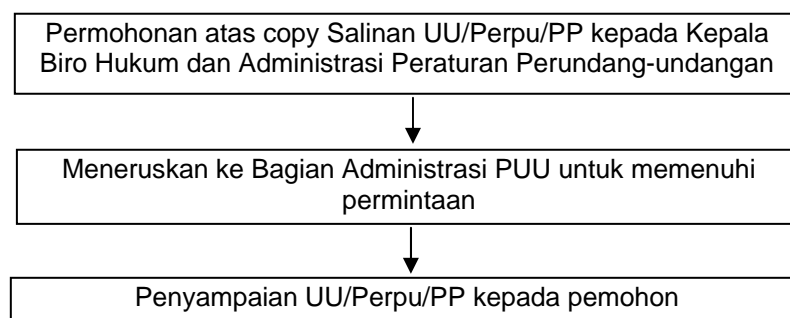 Permohonan atas copy Salinan UU/Perpu/PP kepada Kepala
Biro Hukum dan Administrasi Peraturan Perundang-undangan
Meneruskan ke Bagian Administrasi PUU untuk memenuhi
permintaan
Penyampaian UU/Perpu/PP kepada pemohon